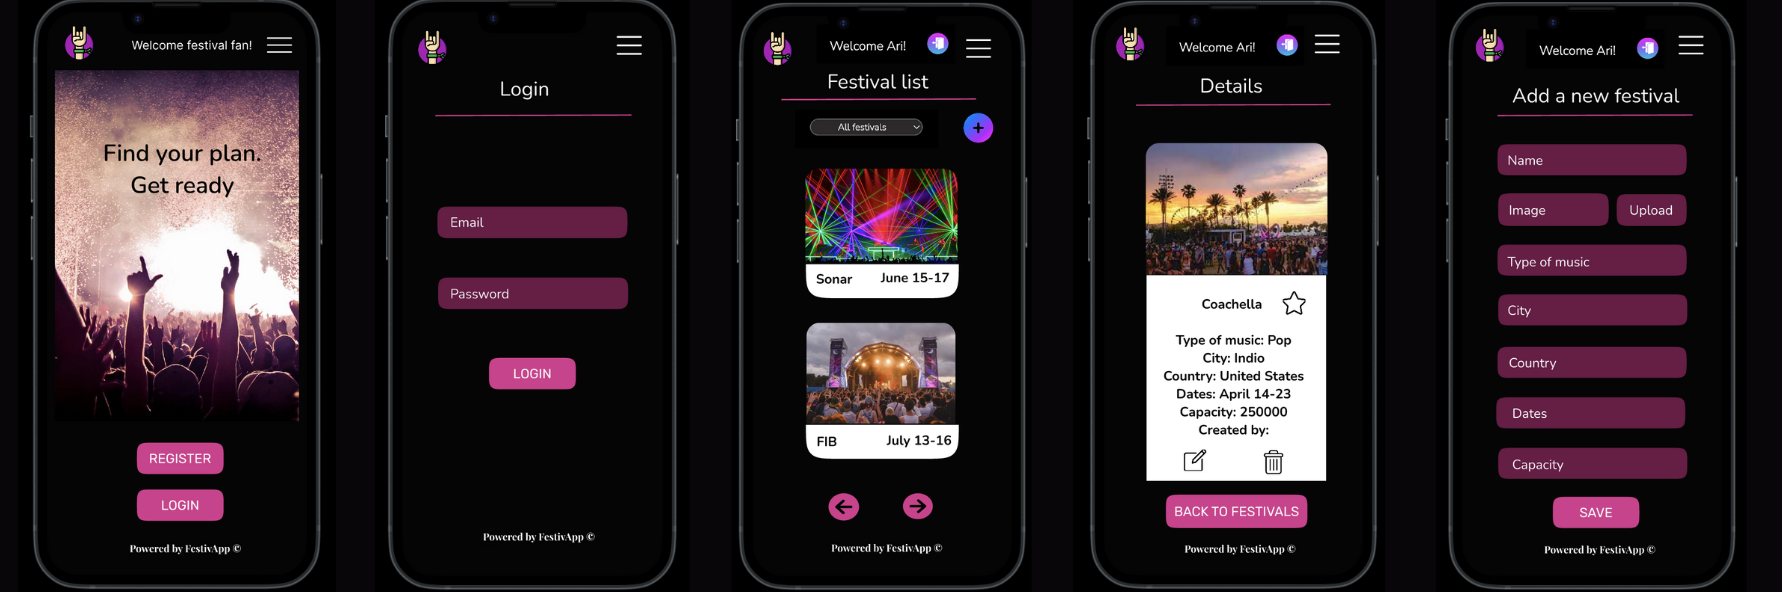 Welcome festival fan!
Find your plan.
Get ready
REGISTER
LOGIN
Powered by FestivApp ©
Login
Email
Password
LOGIN
Powered by FestivApp ©
Welcome Ari!
Festival list
All festivals
Sonar June 15-17
FIB July 13-16
Powered by FestivApp ©
Welcome Ari!
Details
Coachella
Type of music: Pop
City: Indio
Country: United States
Dates: April 14-23
Capacity: 250000
Created by:
BACK TO FESTIVALS
Powered by FestivApp ©
Welcome Ari!
Add a new festival
Name
Image Upload
Type of music
City
Country
Dates
Capacity
SAVE
Powered by FestivApp ©